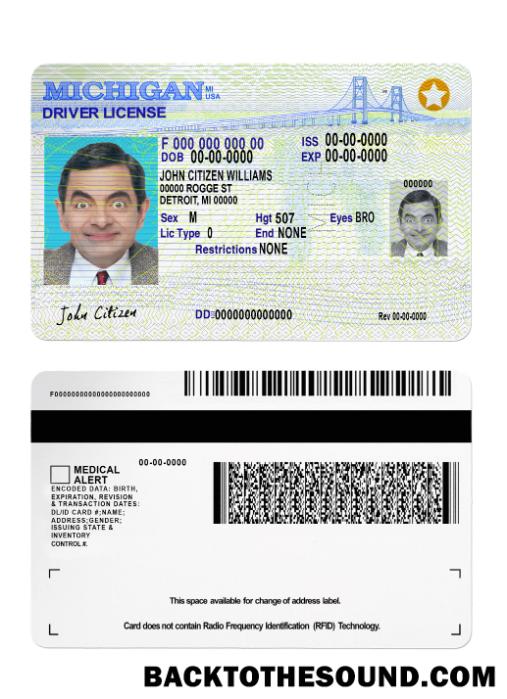 MICHIGAN MI USA
DRIVER LICENSE
F 000 000 000 00 ISS 00-00-0000
DOB 00-00-0000 EXP 00-00-0000
JOHN CITIZEN WILLIAMS
00000 ROGGE ST
DETROIT, MI 00000
000000
Sex M Hgt 507 Eyes BRO
Lic Type 0 End NONE
Restrictions NONE
John Citizen
DD:0000000000000
Rev 00-00-0000
F00000000000000000000000
00-00-0000
MEDICAL
ALERT
ENCODED DATA: BIRTH,
EXPIRATION, REVISION
& TRANSACTION DATES:
DL/ID CARD #;NAME;
ADDRESS;GENDER;
ISSUING STATE &
INVENTORY
CONTROL #.
This space available for change of address label.
Card does not contain Radio Frequency Identification (RFID) Technology.
BACKTOTHESOUND.COM